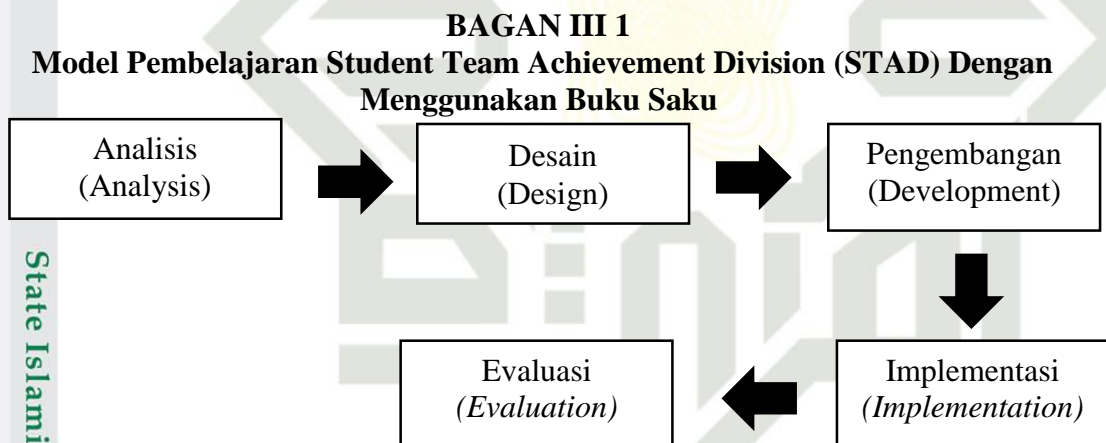 BAGAN III 1
Model Pembelajaran Student Team Achievement Division (STAD) Dengan
Menggunakan Buku Saku
Analisis
(Analysis)
Desain
(Design)
Pengembangan
(Development)
Implementasi
(Implementation)
Evaluasi
(Evaluation)
State Islami